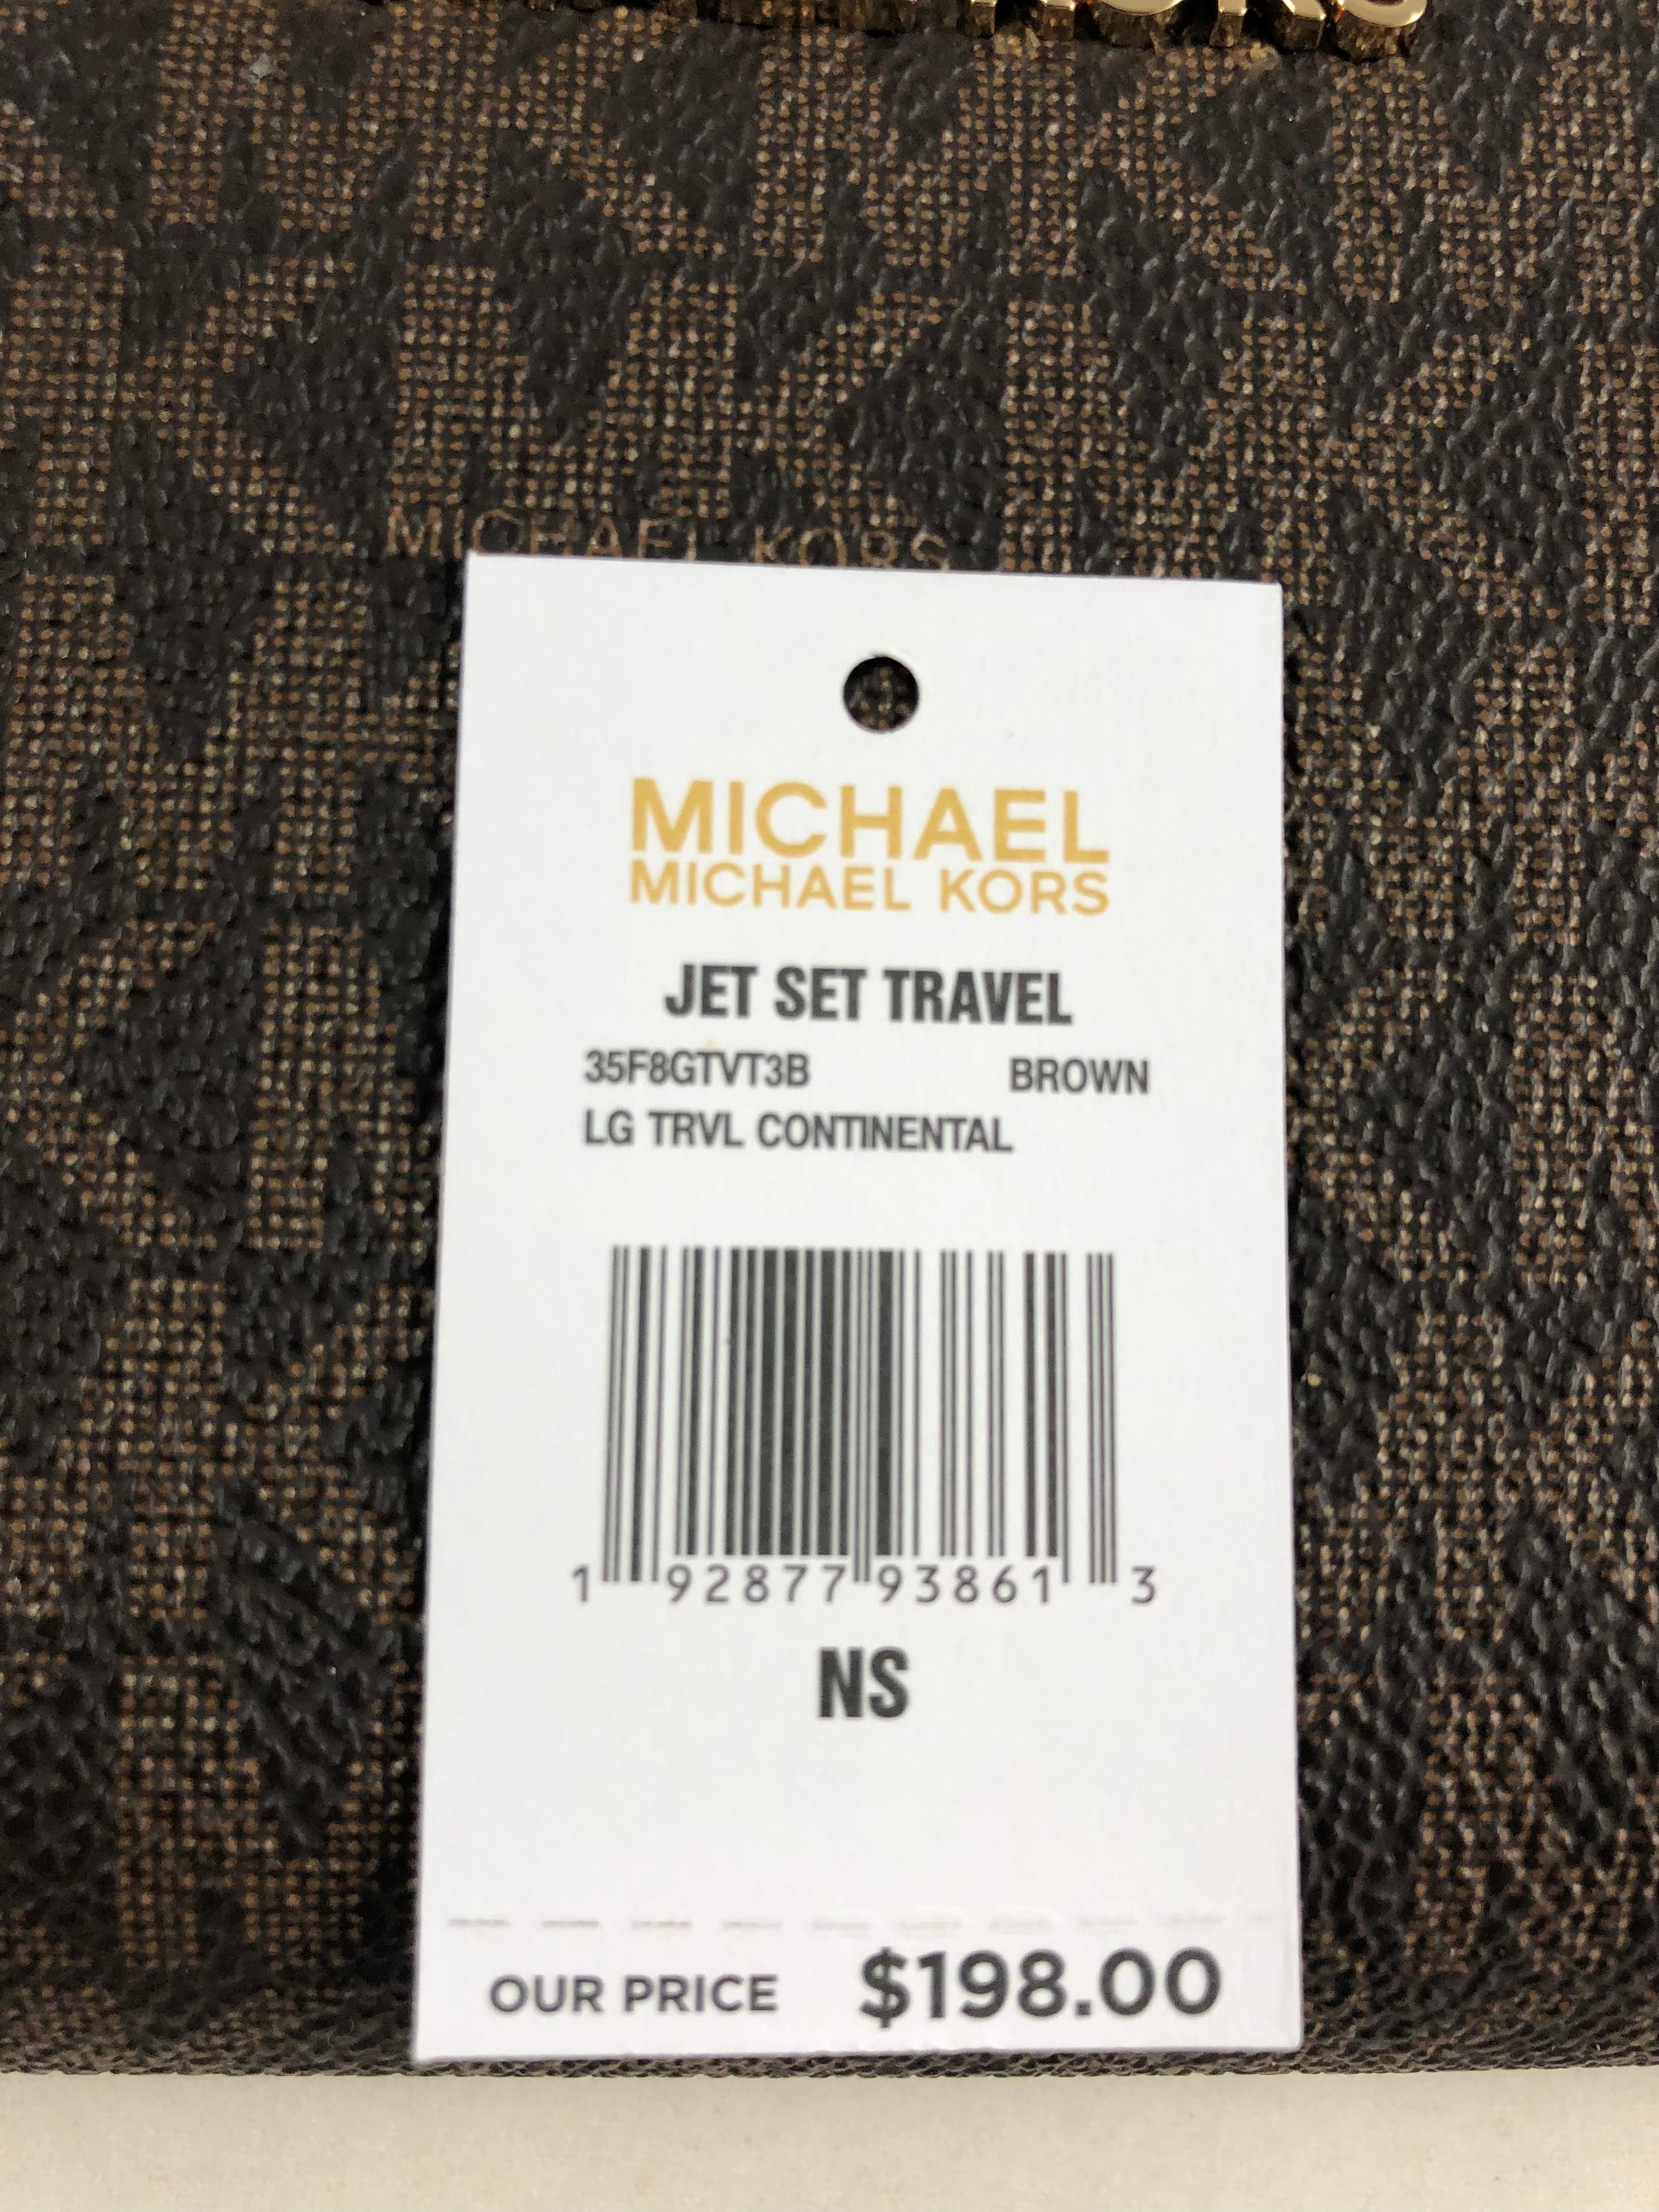 KORS
MICHAEL KORS
MICHAEL
MICHAEL KORS
JET SET TRAVEL
35F8GTVT3B BROWN
LG TRVL CONTINENTAL
1 92877 93861 3
NS
OUR PRICE $198.00